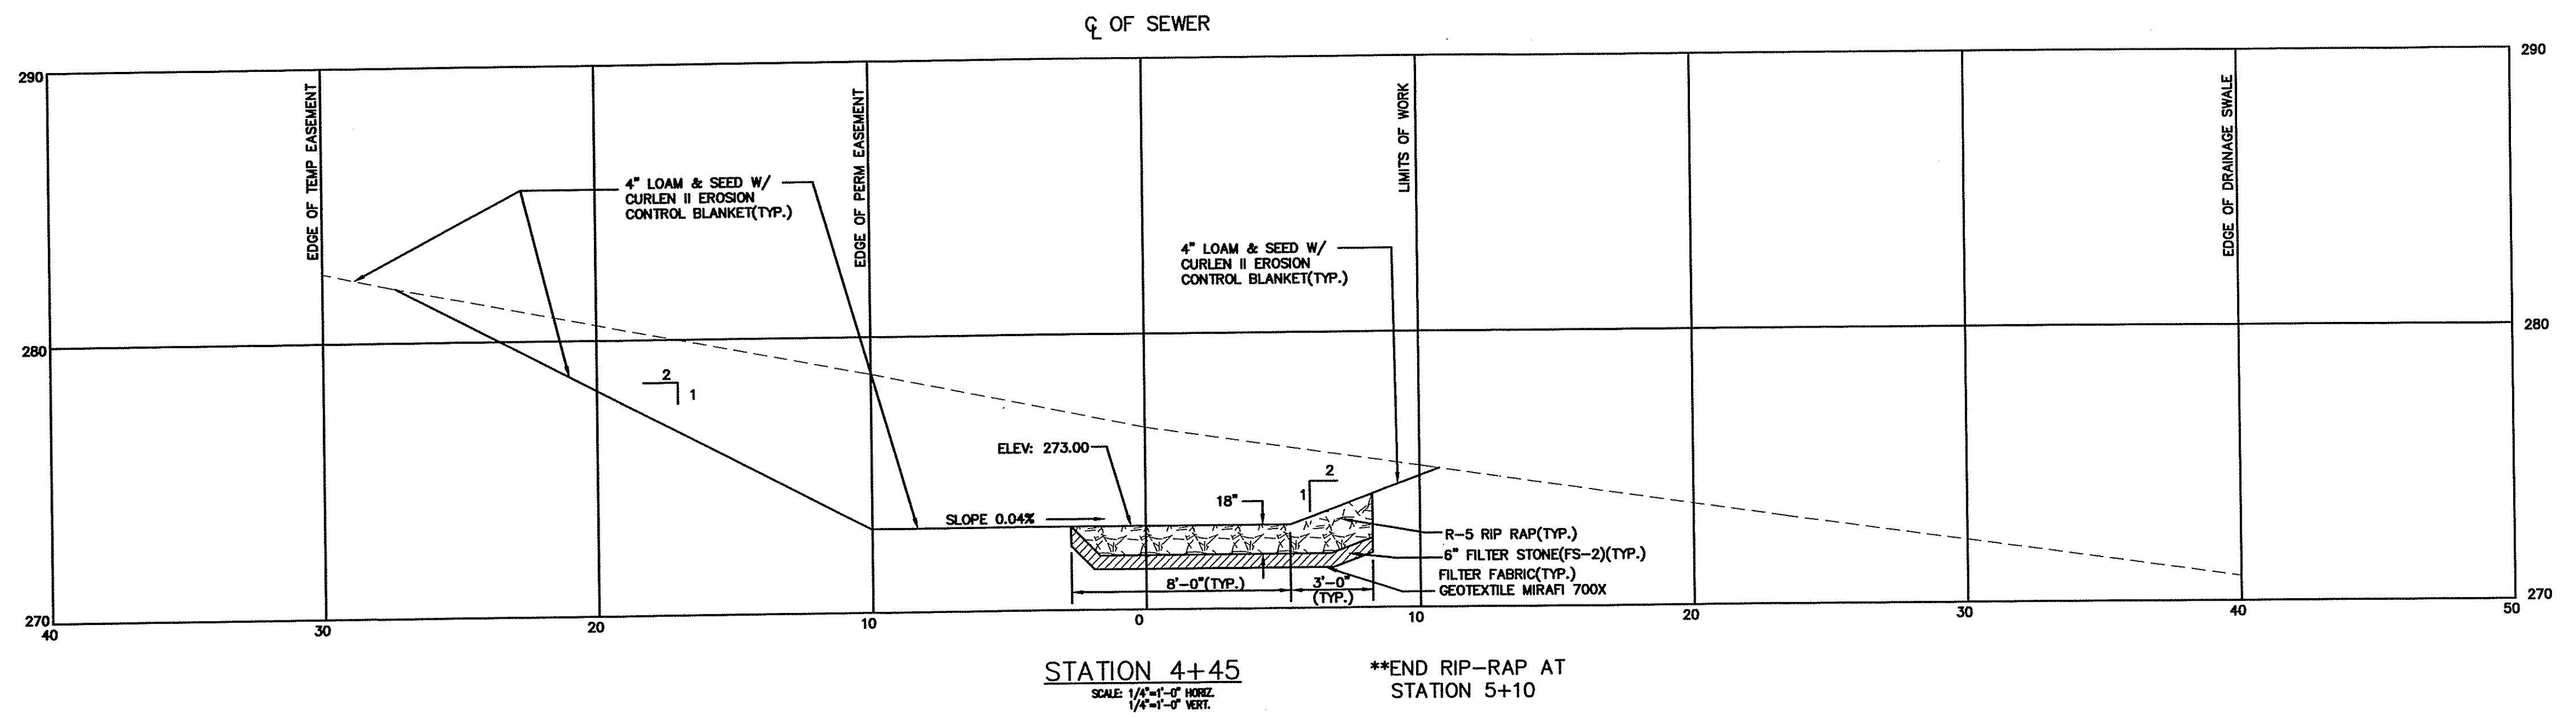 ℄ OF SEWER
290
290
EDGE OF TEMP EASEMENT
EDGE OF PERM EASEMENT
LIMITS OF WORK
EDGE OF DRAINAGE SWALE
4" LOAM & SEED W/
CURLEN II EROSION
CONTROL BLANKET(TYP.)
4" LOAM & SEED W/
CURLEN II EROSION
CONTROL BLANKET(TYP.)
280
280
2
1
ELEV: 273.00
2
1
18"
SLOPE 0.04%
R-5 RIP RAP(TYP.)
6" FILTER STONE(FS-2)(TYP.)
FILTER FABRIC(TYP.)
GEOTEXTILE MIRAFI 700X
8'-0"(TYP.)
3'-0"
(TYP.)
270
270
40
30
20
10
0
10
20
30
40
50
STATION 4+45
SCALE: 1/4"=1'-0" HORIZ.
1/4"=1'-0" VERT.
**END RIP-RAP AT
STATION 5+10